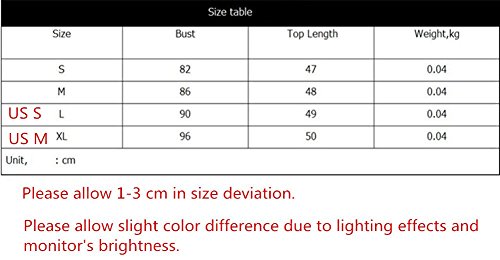 Size table
Size Bust Top Length Weight,kg
S 82 47 0.04
M 86 48 0.04
US S L 90 49 0.04
US M XL 96 50 0.04
Unit, : cm
Please allow 1-3 cm in size deviation.
Please allow slight color difference due to lighting effects and
monitor's brightness.